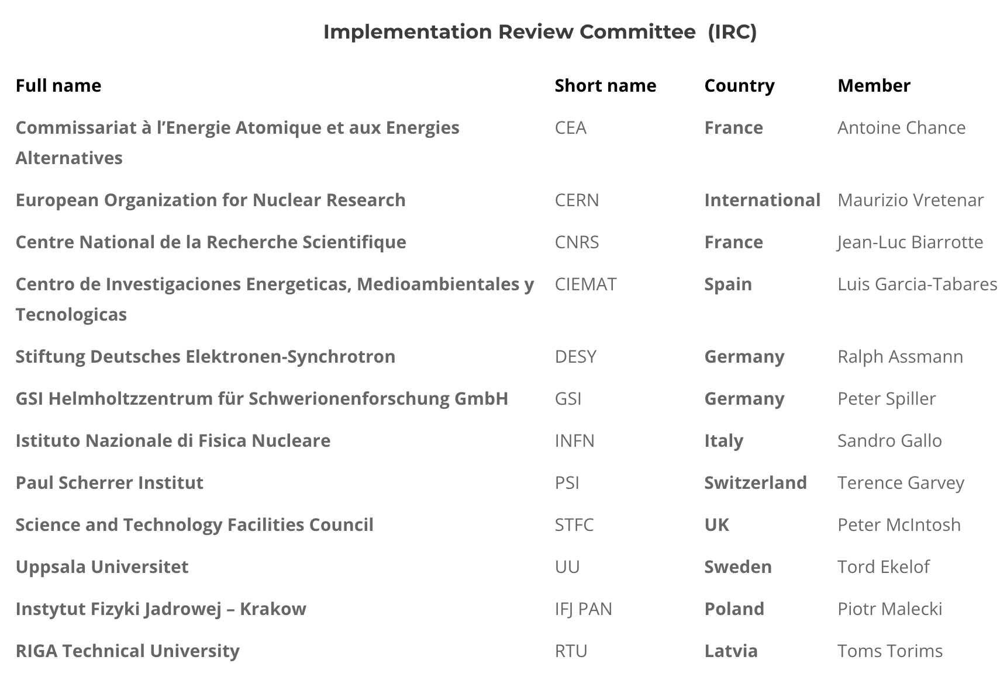 Implementation Review Committee (IRC)
Full name Short name Country Member
Commissariat à l’Energie Atomique et aux Energies CEA France Antoine Chance
Alternatives
European Organization for Nuclear Research CERN International Maurizio Vretenar
Centre National de la Recherche Scientifique CNRS France Jean-Luc Biarrotte
Centro de Investigaciones Energeticas, Medioambientales y CIEMAT Spain Luis Garcia-Tabares
Tecnologicas
Stiftung Deutsches Elektronen-Synchrotron DESY Germany Ralph Assmann
GSI Helmholtzzentrum für Schwerionenforschung GmbH GSI Germany Peter Spiller
Istituto Nazionale di Fisica Nucleare INFN Italy Sandro Gallo
Paul Scherrer Institut PSI Switzerland Terence Garvey
Science and Technology Facilities Council STFC UK Peter McIntosh
Uppsala Universitet UU Sweden Tord Ekelof
Instytut Fizyki Jadrowej – Krakow IFJ PAN Poland Piotr Malecki
RIGA Technical University RTU Latvia Toms Torims